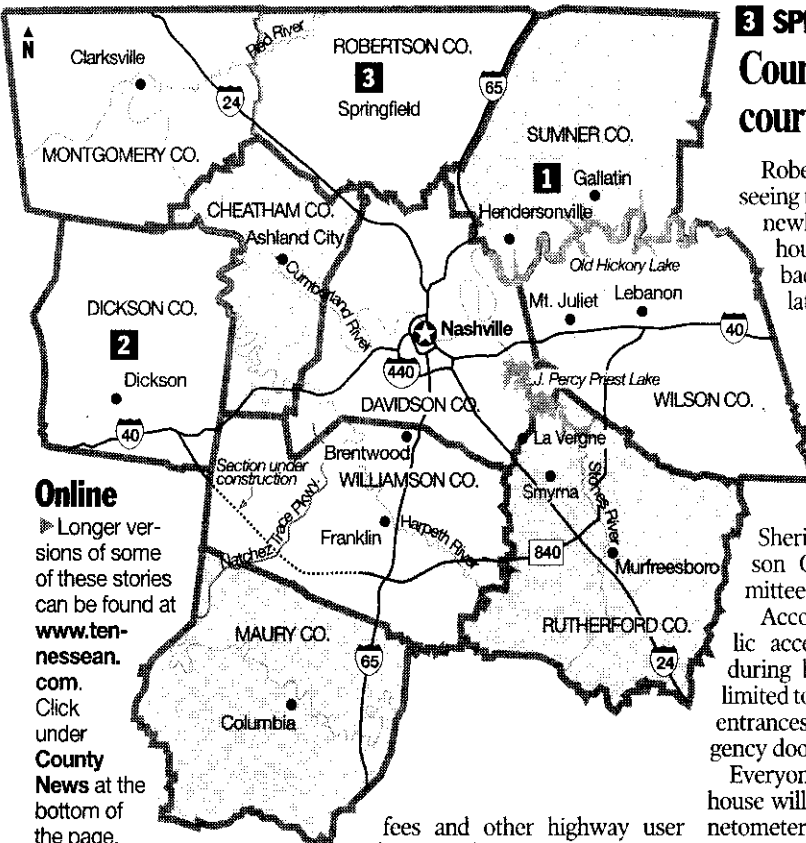 N
Clarksville
Red River
ROBERTSON CO.
3
Springfield
24
65
MONTGOMERY CO.
SUMNER CO.
1 Gallatin
Hendersonville
CHEATHAM CO.
Ashland City
Cumberland River
Old Hickory Lake
Mt. Juliet
Lebanon
DICKSON CO.
2
Dickson
Nashville
40
440
J. Percy Priest Lake
DAVIDSON CO.
WILSON CO.
40
Brentwood
La Vergne
Section under
construction
WILLIAMSON CO.
Smyrna
Stones River
Natchez Trace Pkwy.
Franklin
Harpeth River
840
Murfreesboro
RUTHERFORD CO.
24
MAURY CO.
65
Columbia
Online
Longer ver-
sions of some
of these stories
can be found at
www.ten-
nessean.
com.
Click
under
County
News at the
bottom of
the page.
fees and other highway user
3
Cour
cour
Robe
seeing
newl
hou
bac
lat
Sheri
son
mittee
Acco
lic acce
during
limited to
entrances
gency doo
Everyon
house will
netometer